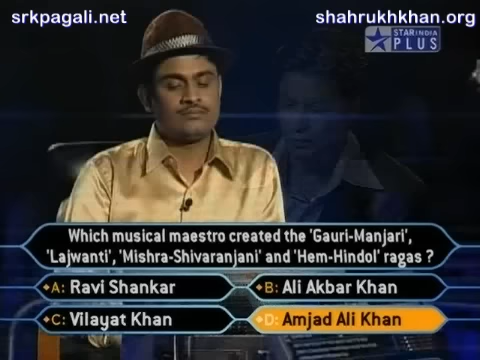 srkpagali.net
shahrukhkhan.org
STAR INDIA
PLUS
Which musical maestro created the 'Gauri-Manjari',
'Lajwanti', 'Mishra-Shivaranjani' and 'Hem-Hindol' ragas ?
A: Ravi Shankar
B: Ali Akbar Khan
C: Vilayat Khan
D: Amjad Ali Khan